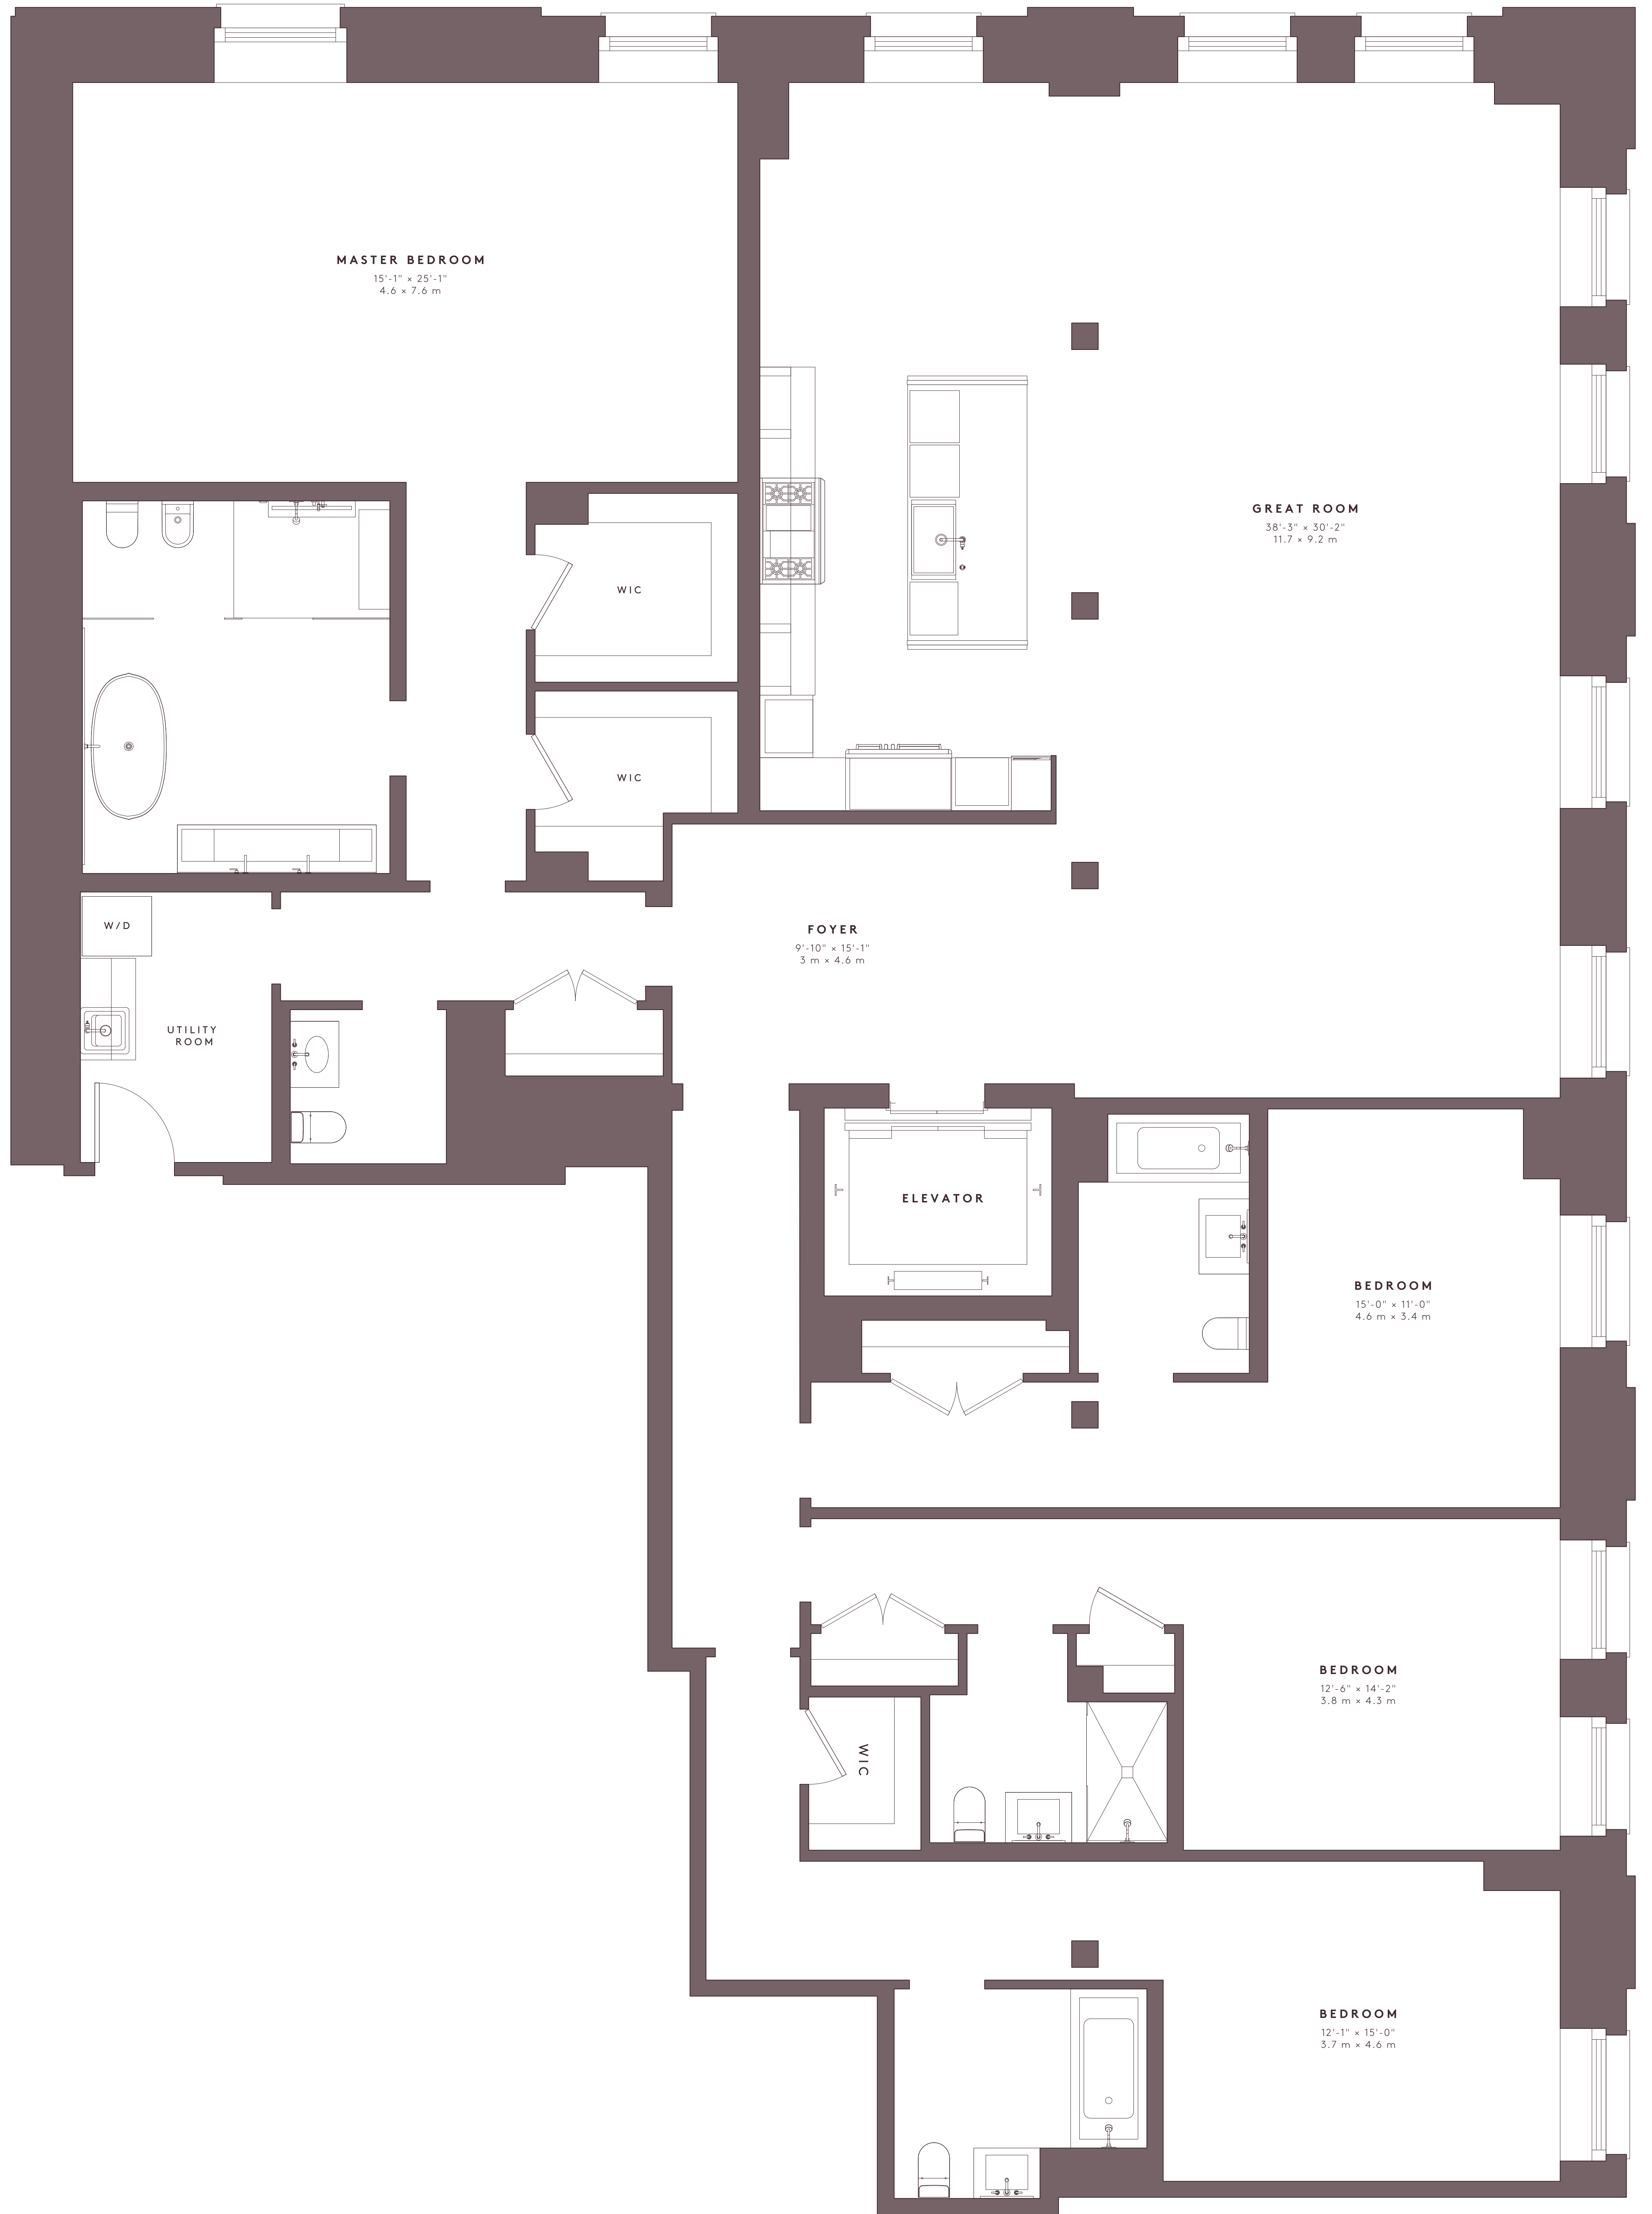 MASTER BEDROOM
15'-1" × 25'-1"
4.6 × 7.6 m
GREAT ROOM
38'-3" × 30'-2"
11.7 × 9.2 m
WIC
WIC
W/D
FOYER
9'-10" × 15'-1"
3 m × 4.6 m
UTILITY
ROOM
ELEVATOR
BEDROOM
15'-0" × 11'-0"
4.6 m × 3.4 m
BEDROOM
12'-6" × 14'-2"
3.8 m × 4.3 m
WIC
BEDROOM
12'-1" × 15'-0"
3.7 m × 4.6 m